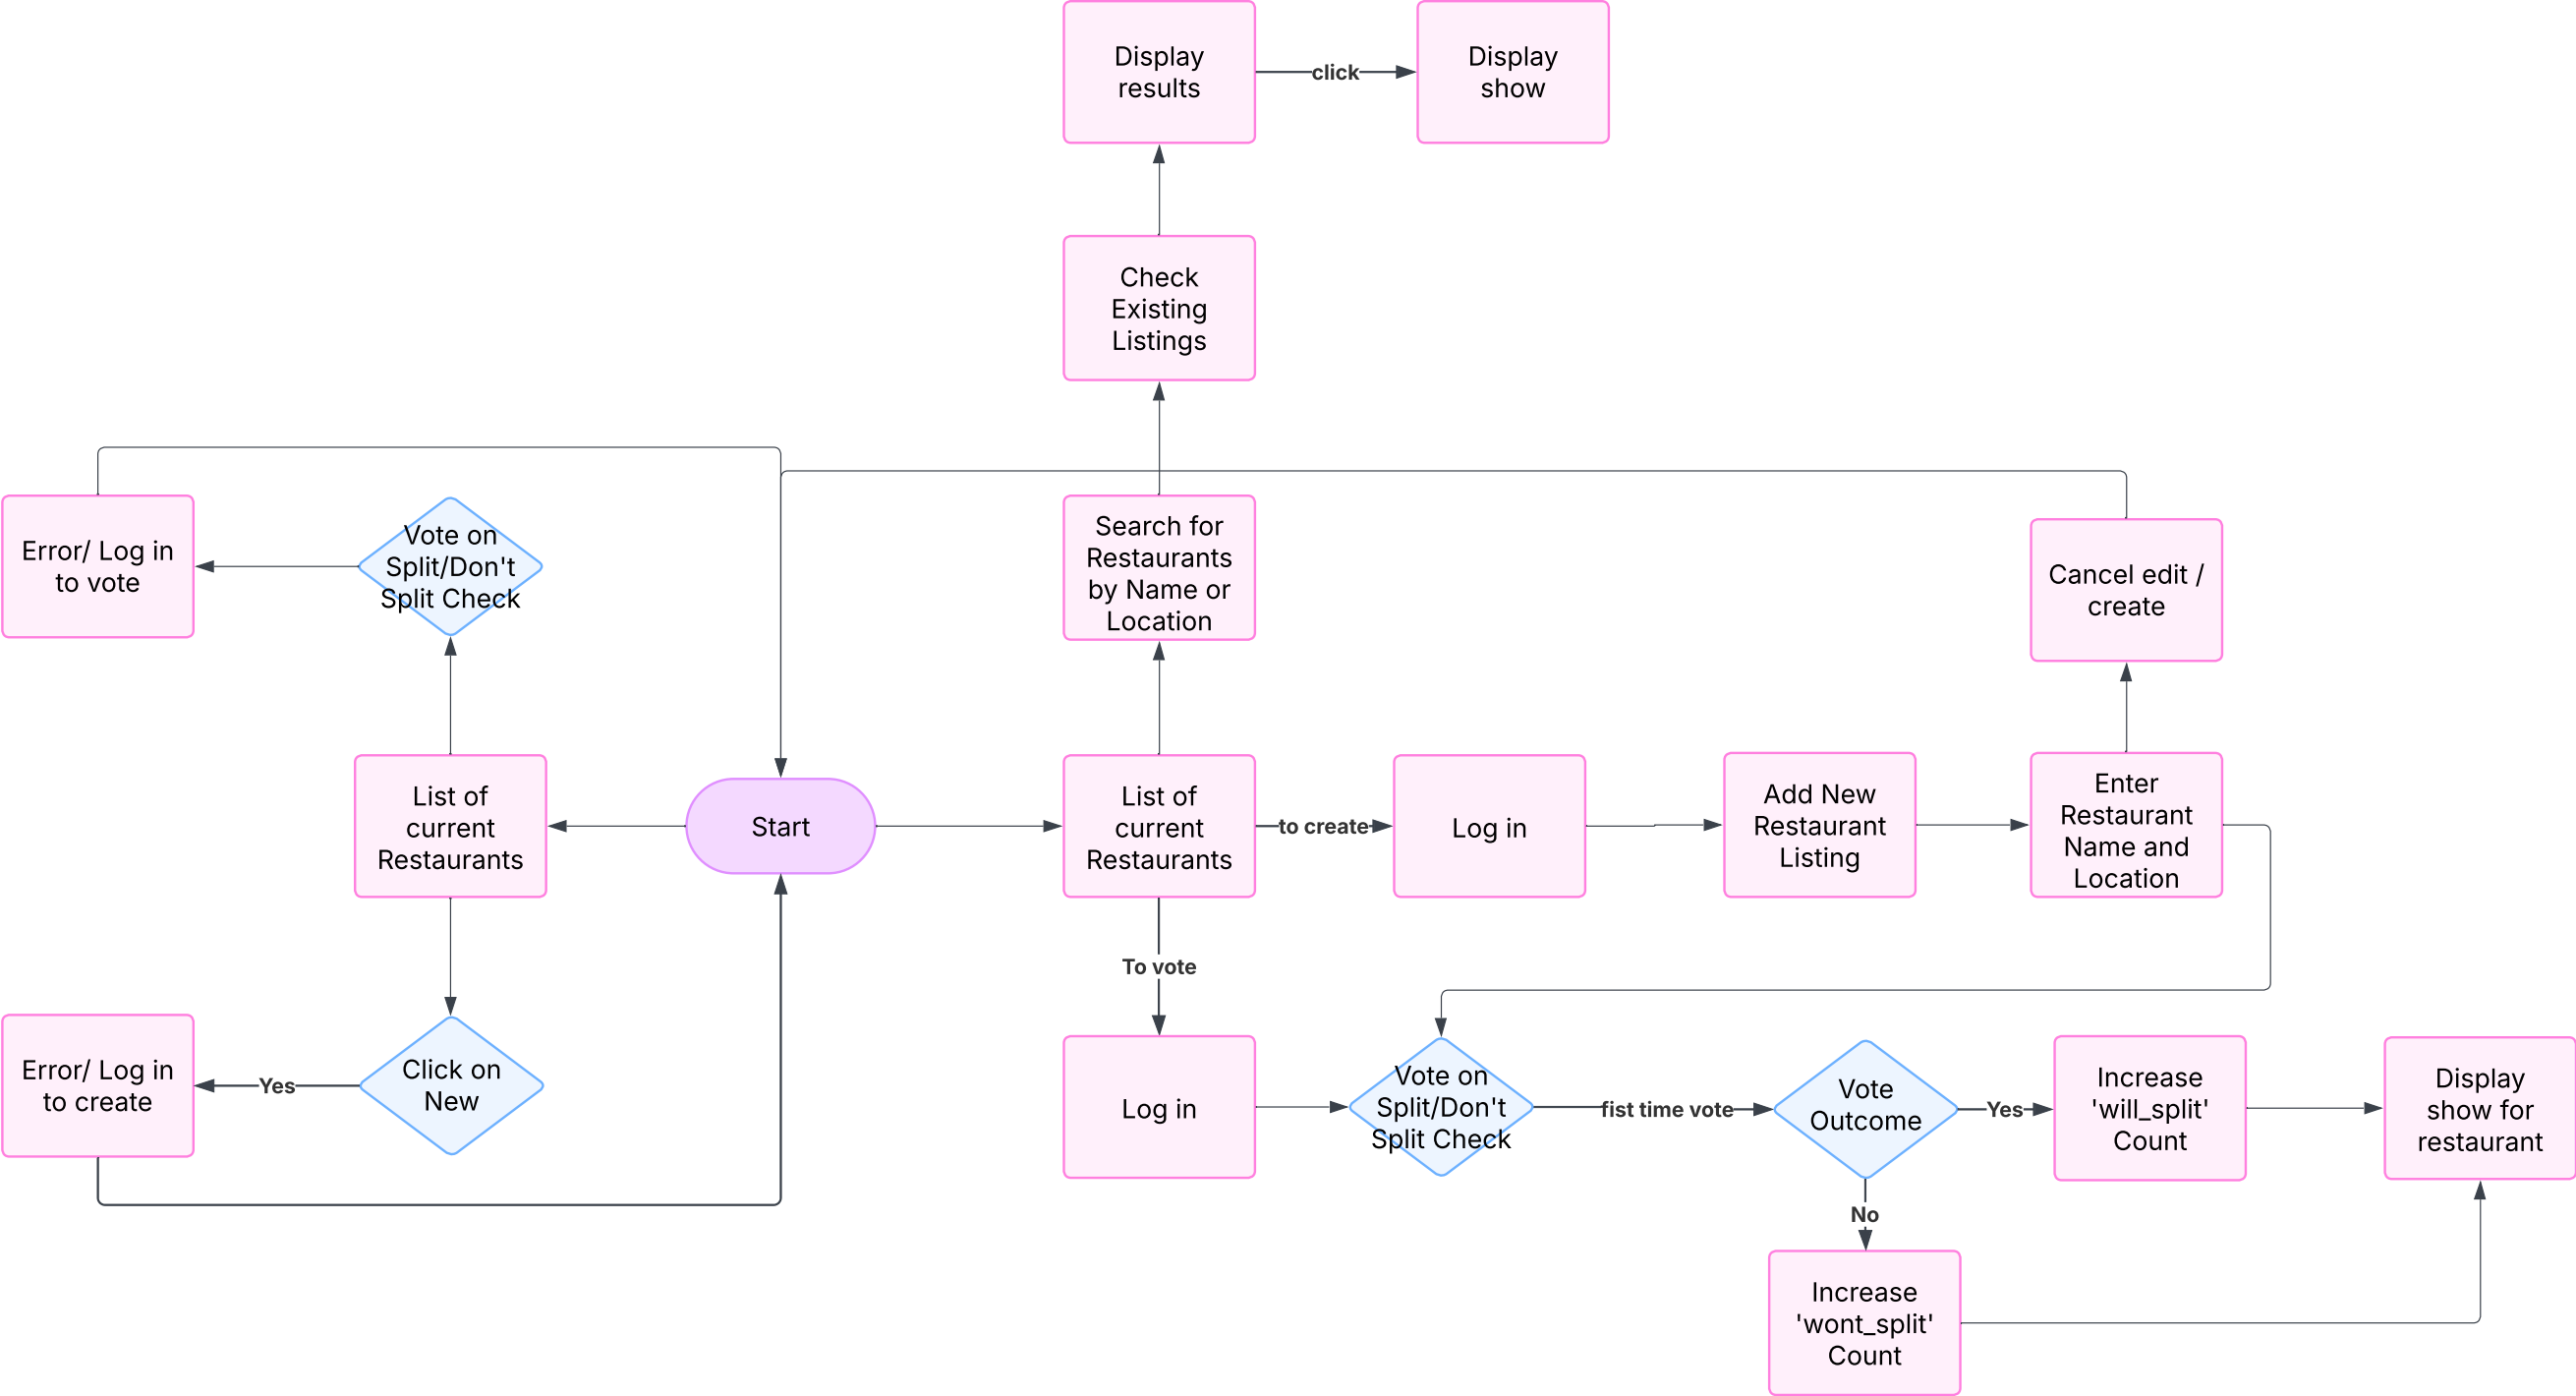 Display
results
click
Display
show
Check
Existing
Listings
Error/ Log in
to vote
Vote on
Split/Don't
Split Check
Search for
Restaurants
by Name or
Location
Cancel edit /
create
List of
current
Restaurants
Start
List of
current
Restaurants
to create
Log in
Add New
Restaurant
Listing
Enter
Restaurant
Name and
Location
To vote
Error/ Log in
to create
Yes
Click on
New
Log in
Vote on
Split/Don't
Split Check
fist time vote
Vote
Outcome
Yes
Increase
'will_split'
Count
Display
show for
restaurant
No
Increase
'wont_split'
Count